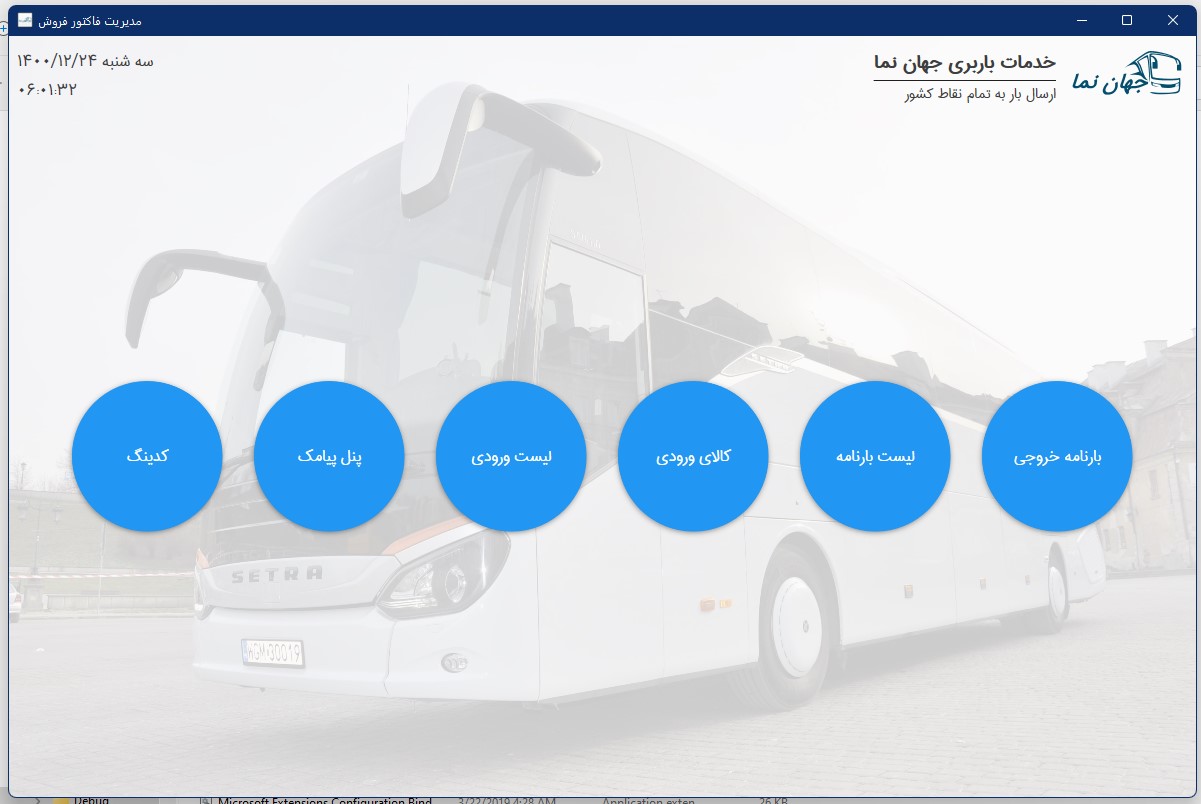 مدیریت فاکتور فروش
خدمات باربری جهان نما
ارسال بار به تمام نقاط کشور
جهان نما
سه شنبه ۱۴۰۰/۱۲/۲۴
۰۶:۰۱:۳۲
بارنامه خروجی
لیست بارنامه
کالای ورودی
لیست ورودی
پنل پیامک
کدینگ
SETRA
30019
Debug
Microsoft.Extensions.Configuration.Bind...
3/22/2019 4:28 AM
Application exten...
26 KB